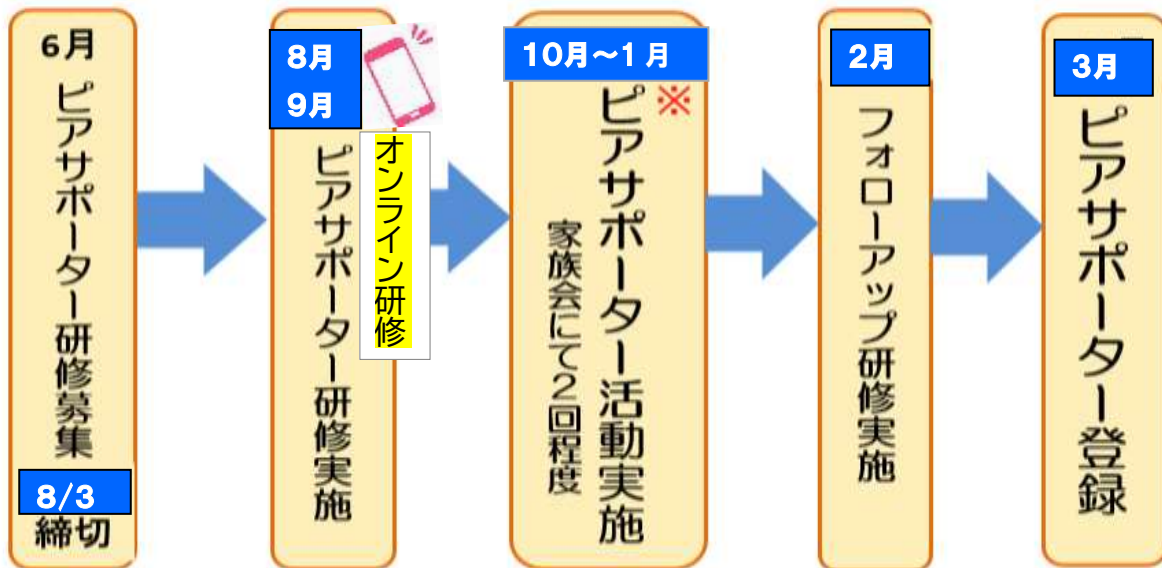 6月
ピアサポーター研修募集
8/3
締切
8月
9月
ピアサポーター研修実施
オンライン研修
10月～1月
※
ピアサポーター活動実施
家族会にて2回程度
2月
フォローアップ研修実施
3月
ピアサポーター登録